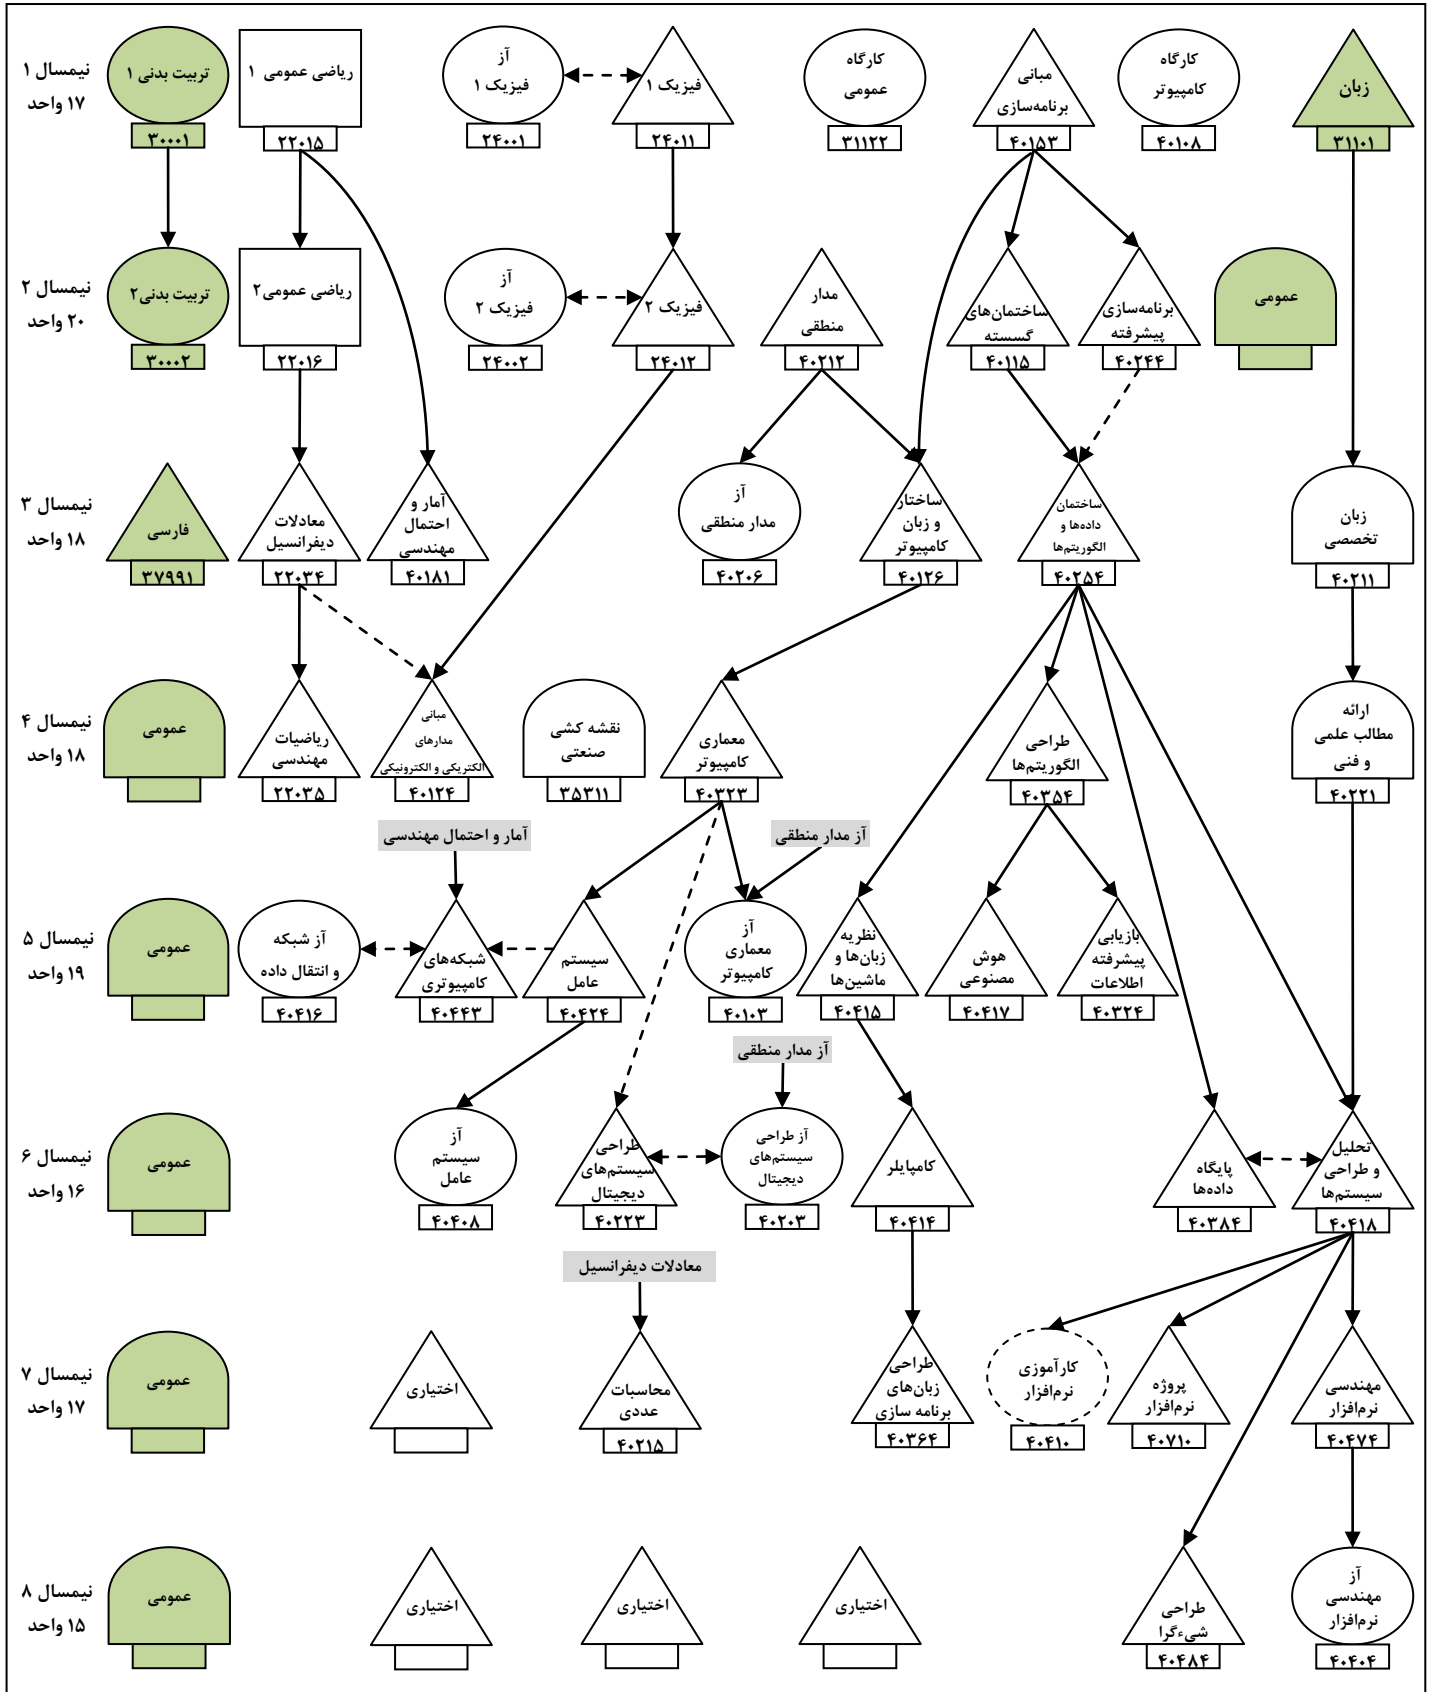 نیمسال ۱
۱۷ واحد
تربیت بدنی ۱
۳۰۰۰۱
ریاضی عمومی ۱
۲۲۰۱۵
آز
فیزیک ۱
۲۴۰۰۱
فیزیک ۱
۲۴۰۱۱
کارگاه
عمومی
۳۱۱۲۲
مبانی
برنامه‌سازی
۴۰۱۵۳
کارگاه
کامپیوتر
۴۰۱۰۸
زبان
۳۱۱۰۱
نیمسال ۲
۲۰ واحد
تربیت بدنی۲
۳۰۰۰۲
ریاضی عمومی۲
۲۲۰۱۶
آز
فیزیک ۲
۲۴۰۰۲
فیزیک ۲
۲۴۰۱۲
مدار
منطقی
۴۰۲۱۲
ساختمان‌های
گسسته
۴۰۱۱۵
برنامه‌سازی
پیشرفته
۴۰۲۴۴
عمومی
نیمسال ۳
۱۸ واحد
فارسی
۳۷۹۹۱
معادلات
دیفرانسیل
۲۲۰۳۴
آمار و
احتمال
مهندسی
۴۰۱۸۱
آز
مدار منطقی
۴۰۲۰۶
ساختار
و زبان
کامپیوتر
۴۰۱۲۶
ساختمان
داده‌ها و
الگوریتم‌ها
۴۰۲۵۴
زبان
تخصصی
۴۰۲۱۱
نیمسال ۴
۱۸ واحد
عمومی
ریاضیات
مهندسی
۲۲۰۳۵
مبانی
مدارهای
الکتریکی و الکترونیکی
۴۰۱۲۴
نقشه کشی
صنعتی
۳۵۳۱۱
معماری
کامپیوتر
۴۰۳۲۳
طراحی
الگوریتم‌ها
۴۰۳۵۴
ارائه
مطالب علمی
و فنی
۴۰۲۲۱
آمار و احتمال مهندسی
آز مدار منطقی
نیمسال ۵
۱۹ واحد
عمومی
آز شبکه
و انتقال داده
۴۰۴۱۶
شبکه‌های
کامپیوتری
۴۰۴۴۳
سیستم
عامل
۴۰۴۲۴
آز
معماری
کامپیوتر
۴۰۱۰۳
نظریه
زبان‌ها و
ماشین‌ها
۴۰۴۱۵
هوش
مصنوعی
۴۰۴۱۷
بازیابی
پیشرفته
اطلاعات
۴۰۳۲۴
آز مدار منطقی
نیمسال ۶
۱۶ واحد
عمومی
آز
سیستم
عامل
۴۰۴۰۸
طراحی
سیستم‌های
دیجیتال
۴۰۲۲۳
آز طراحی
سیستم‌های
دیجیتال
۴۰۲۰۳
کامپایلر
۴۰۴۱۴
پایگاه
داده‌ها
۴۰۳۸۴
تحلیل
و طراحی
سیستم‌ها
۴۰۴۱۸
معادلات دیفرانسیل
نیمسال ۷
۱۷ واحد
عمومی
اختیاری
محاسبات
عددی
۴۰۲۱۵
طراحی
زبان‌های
برنامه سازی
۴۰۳۶۴
کارآموزی
نرم‌افزار
۴۰۴۱۰
پروژه
نرم‌افزار
۴۰۷۱۰
مهندسی
نرم‌افزار
۴۰۴۷۴
نیمسال ۸
۱۵ واحد
عمومی
اختیاری
اختیاری
اختیاری
طراحی
شیءگرا
۴۰۴۸۴
آز
مهندسی
نرم‌افزار
۴۰۴۰۴